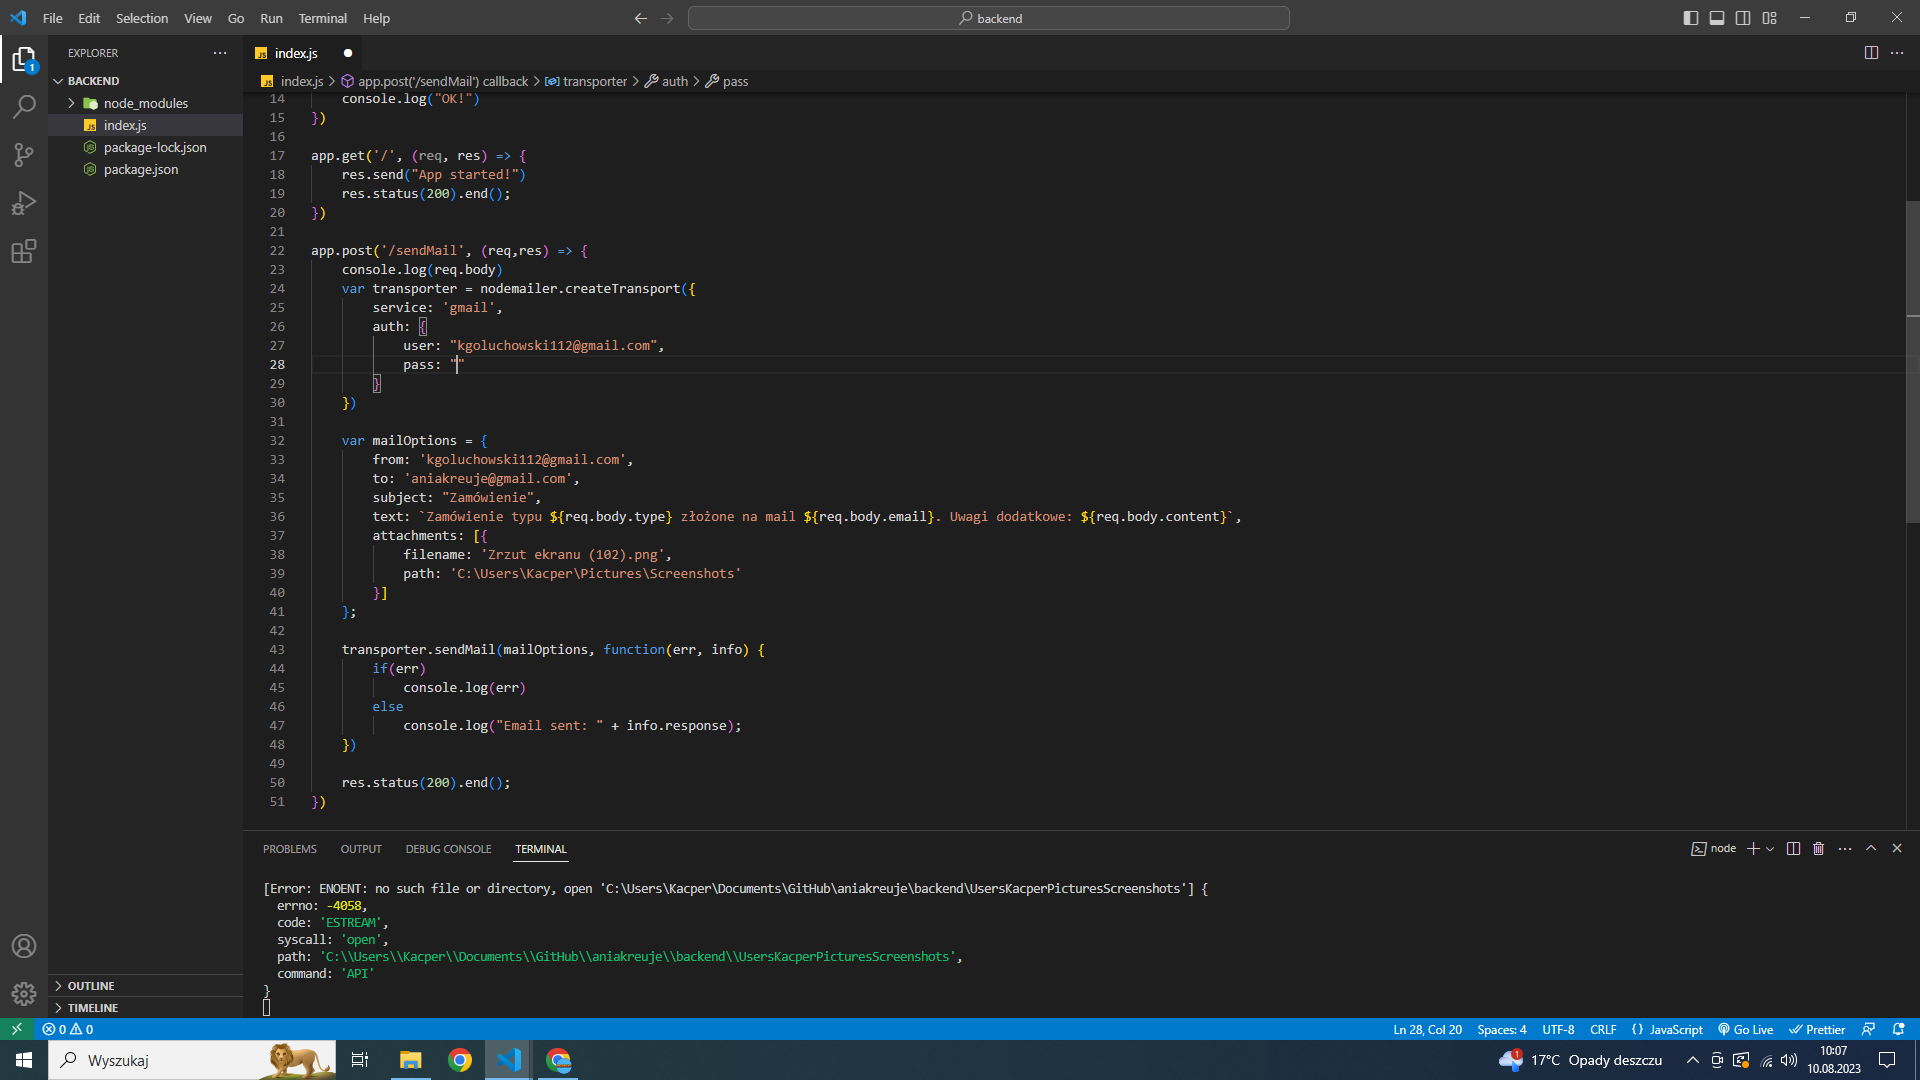 File Edit Selection View Go Run Terminal Help
backend
EXPLORER
BACKEND
node_modules
index.js
package-lock.json
package.json
OUTLINE
TIMELINE
1
index.js
index.js > app.post('/sendMail') callback > transporter > auth > pass
14 console.log("OK!")
15 })
16
17 app.get('/', (req, res) => {
18 res.send("App started!")
19 res.status(200).end();
20 })
21
22 app.post('/sendMail', (req,res) => {
23 console.log(req.body)
24 var transporter = nodemailer.createTransport({
25 service: 'gmail',
26 auth: {
27 user: "kgoluchowski112@gmail.com",
28 pass: ""
29 }
30 })
31
32 var mailOptions = {
33 from: 'kgoluchowski112@gmail.com',
34 to: 'aniakreuje@gmail.com',
35 subject: "Zamówienie",
36 text: `Zamówienie typu ${req.body.type} złożone na mail ${req.body.email}. Uwagi dodatkowe: ${req.body.content}`,
37 attachments: [{
38 filename: 'Zrzut ekranu (102).png',
39 path: 'C:\Users\Kacper\Pictures\Screenshots'
40 }]
41 };
42
43 transporter.sendMail(mailOptions, function(err, info) {
44 if(err)
45 console.log(err)
46 else
47 console.log("Email sent: " + info.response);
48 })
49
50 res.status(200).end();
51 })
PROBLEMS OUTPUT DEBUG CONSOLE TERMINAL
node
[Error: ENOENT: no such file or directory, open 'C:\Users\Kacper\Documents\GitHub\aniakreuje\backend\UsersKacperPicturesScreenshots'] {
errno: -4058,
code: 'ESTREAM',
syscall: 'open',
path: 'C:\\Users\\Kacper\\Documents\\GitHub\\aniakreuje\\backend\\UsersKacperPicturesScreenshots',
command: 'API'
}
0 0
Ln 28, Col 20 Spaces: 4 UTF-8 CRLF {} JavaScript Go Live Prettier
Wyszukaj
1 17°C Opady deszczu
10:07
10.08.2023